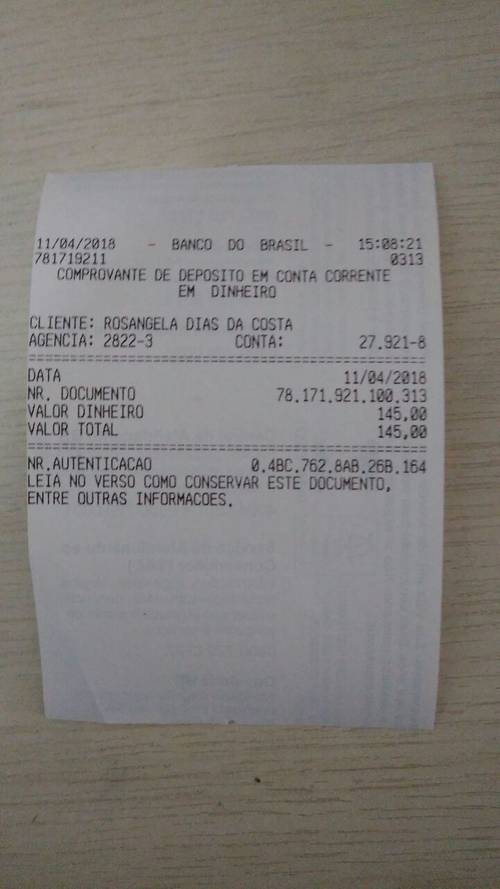 11/04/2018 - BANCO DO BRASIL - 15:08:21
781719211 0313
COMPROVANTE DE DEPOSITO EM CONTA CORRENTE
EM DINHEIRO
CLIENTE: ROSANGELA DIAS DA COSTA
AGENCIA: 2822-3 CONTA: 27.921-8
================================================
DATA 11/04/2018
NR. DOCUMENTO 78.171.921.100.313
VALOR DINHEIRO 145,00
VALOR TOTAL 145,00
================================================
NR.AUTENTICACAO 0.4BC.762.8AB.26B.164
LEIA NO VERSO COMO CONSERVAR ESTE DOCUMENTO,
ENTRE OUTRAS INFORMACOES.